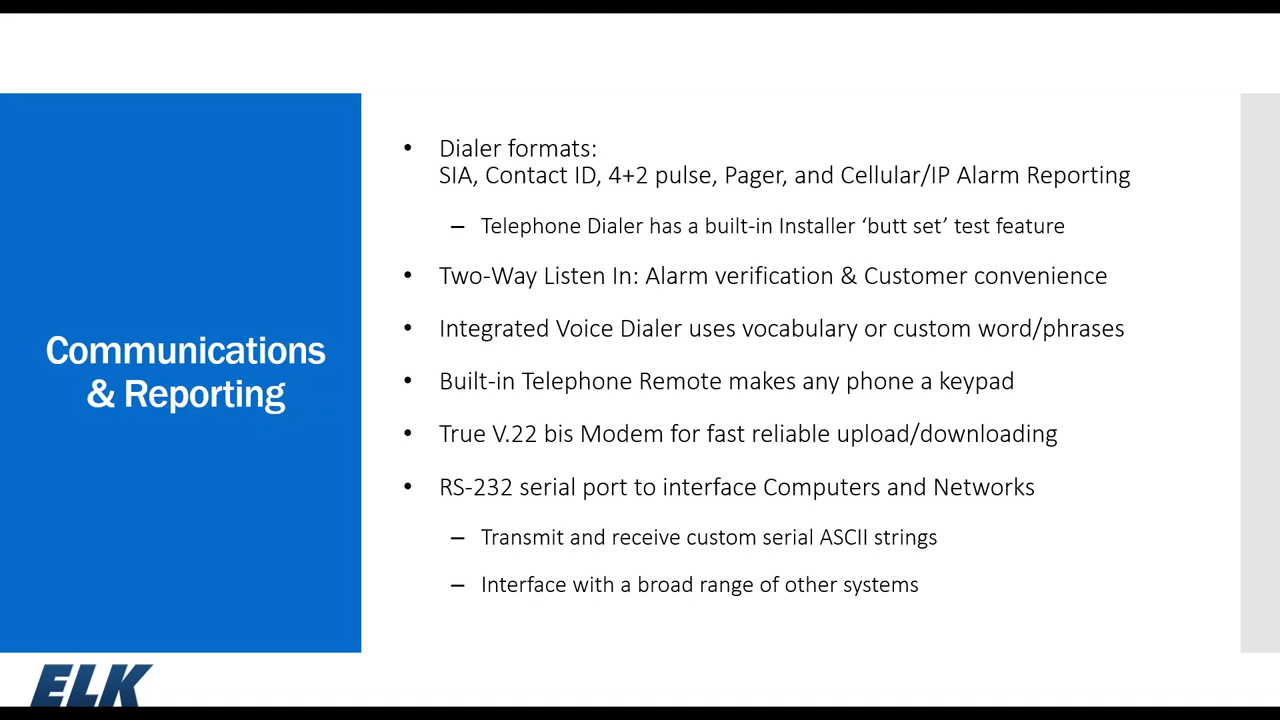 Communications
& Reporting
• Dialer formats:
SIA, Contact ID, 4+2 pulse, Pager, and Cellular/IP Alarm Reporting
– Telephone Dialer has a built-in Installer ‘butt set’ test feature
• Two-Way Listen In: Alarm verification & Customer convenience
• Integrated Voice Dialer uses vocabulary or custom word/phrases
• Built-in Telephone Remote makes any phone a keypad
• True V.22 bis Modem for fast reliable upload/downloading
• RS-232 serial port to interface Computers and Networks
– Transmit and receive custom serial ASCII strings
– Interface with a broad range of other systems
ELK